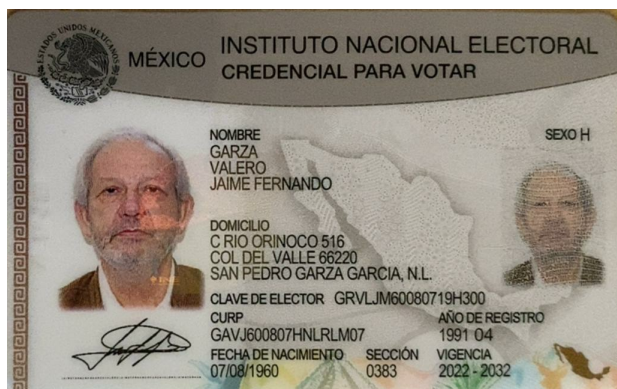 ESTADOS UNIDOS MEXICANOS
MÉXICO
INSTITUTO NACIONAL ELECTORAL
CREDENCIAL PARA VOTAR
NOMBRE
SEXO H
GARZA
VALERO
JAIME FERNANDO
DOMICILIO
C RIO ORINOCO 516
COL DEL VALLE 66220
SAN PEDRO GARZA GARCIA, N.L.
CLAVE DE ELECTOR GRVLJM60080719H300
CURP AÑO DE REGISTRO
GAVJ600807HNLRLM07 1991 04
FECHA DE NACIMIENTO SECCIÓN VIGENCIA
07/08/1960 0383 2022 - 2032